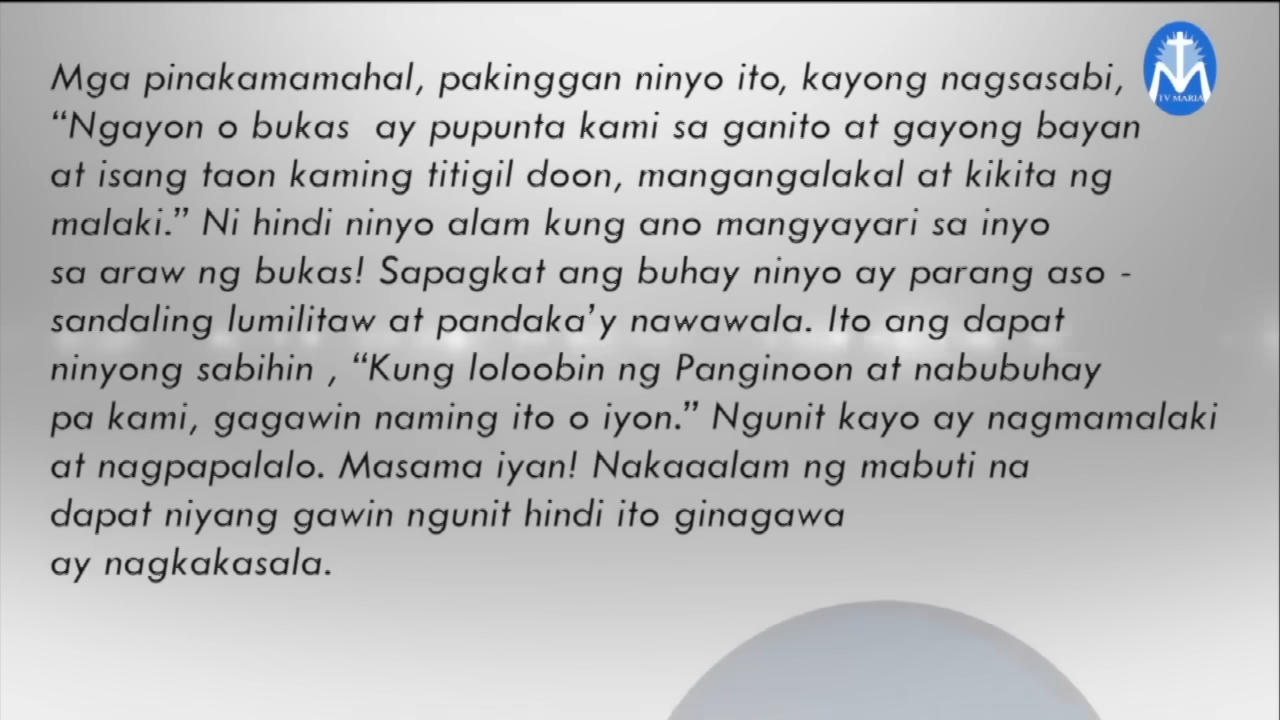 Mga pinakamamahal, pakinggan ninyo ito, kayong nagsasabi,
“Ngayon o bukas ay pupunta kami sa ganito at gayong bayan
at isang taon kaming titigil doon, mangangalakal at kikita ng
malaki.” Ni hindi ninyo alam kung ano mangyayari sa inyo
sa araw ng bukas! Sapagkat ang buhay ninyo ay parang aso -
sandaling lumilitaw at pandaka’y nawawala. Ito ang dapat
ninyong sabihin , “Kung loloobin ng Panginoon at nabubuhay
pa kami, gagawin naming ito o iyon.” Ngunit kayo ay nagmamalaki
at nagpapalalo. Masama iyan! Nakaaalam ng mabuti na
dapat niyang gawin ngunit hindi ito ginagawa
ay nagkakasala.
TV MARIA